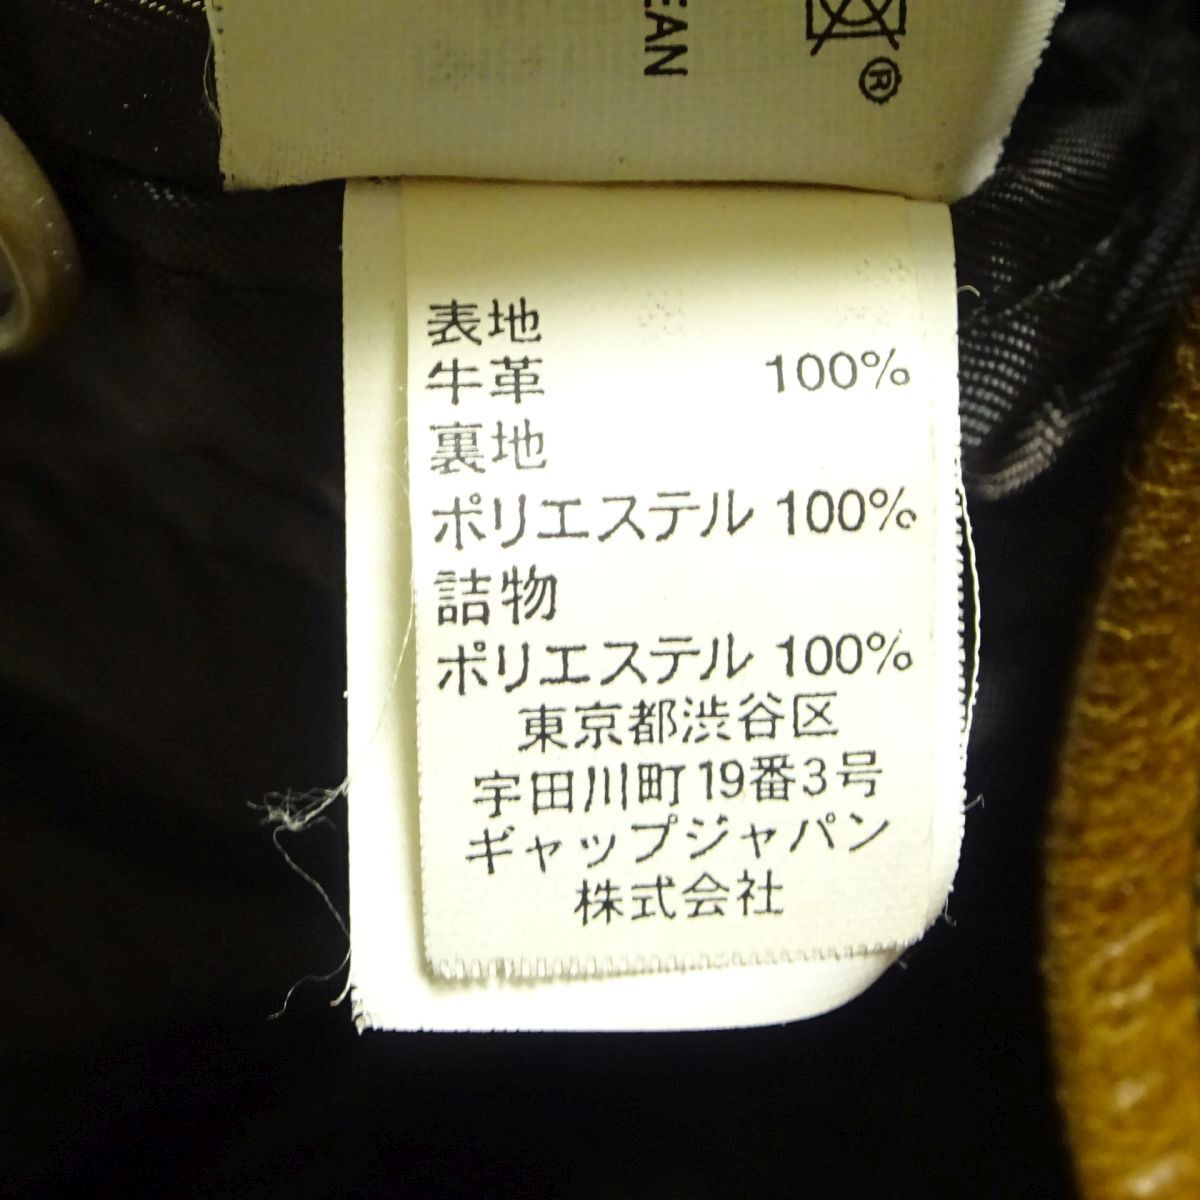 EAN
®
表地
牛革 100%
裏地
ポリエステル 100%
詰物
ポリエステル 100%
東京都渋谷区
宇田川町19番3号
ギャップジャパン
株式会社